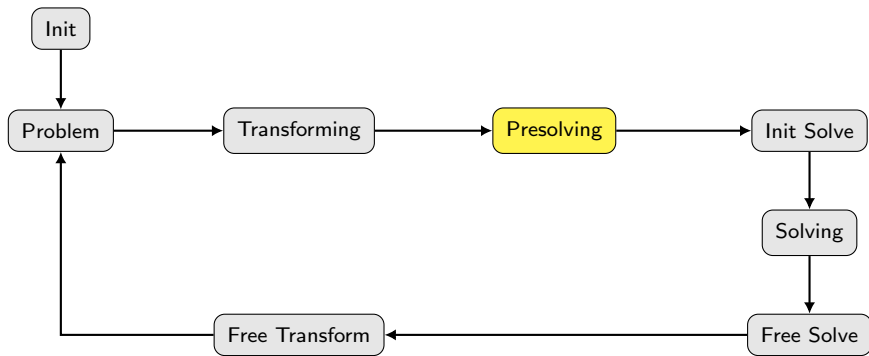 Init
Problem
Transforming
Presolving
Init Solve
Solving
Free Transform
Free Solve